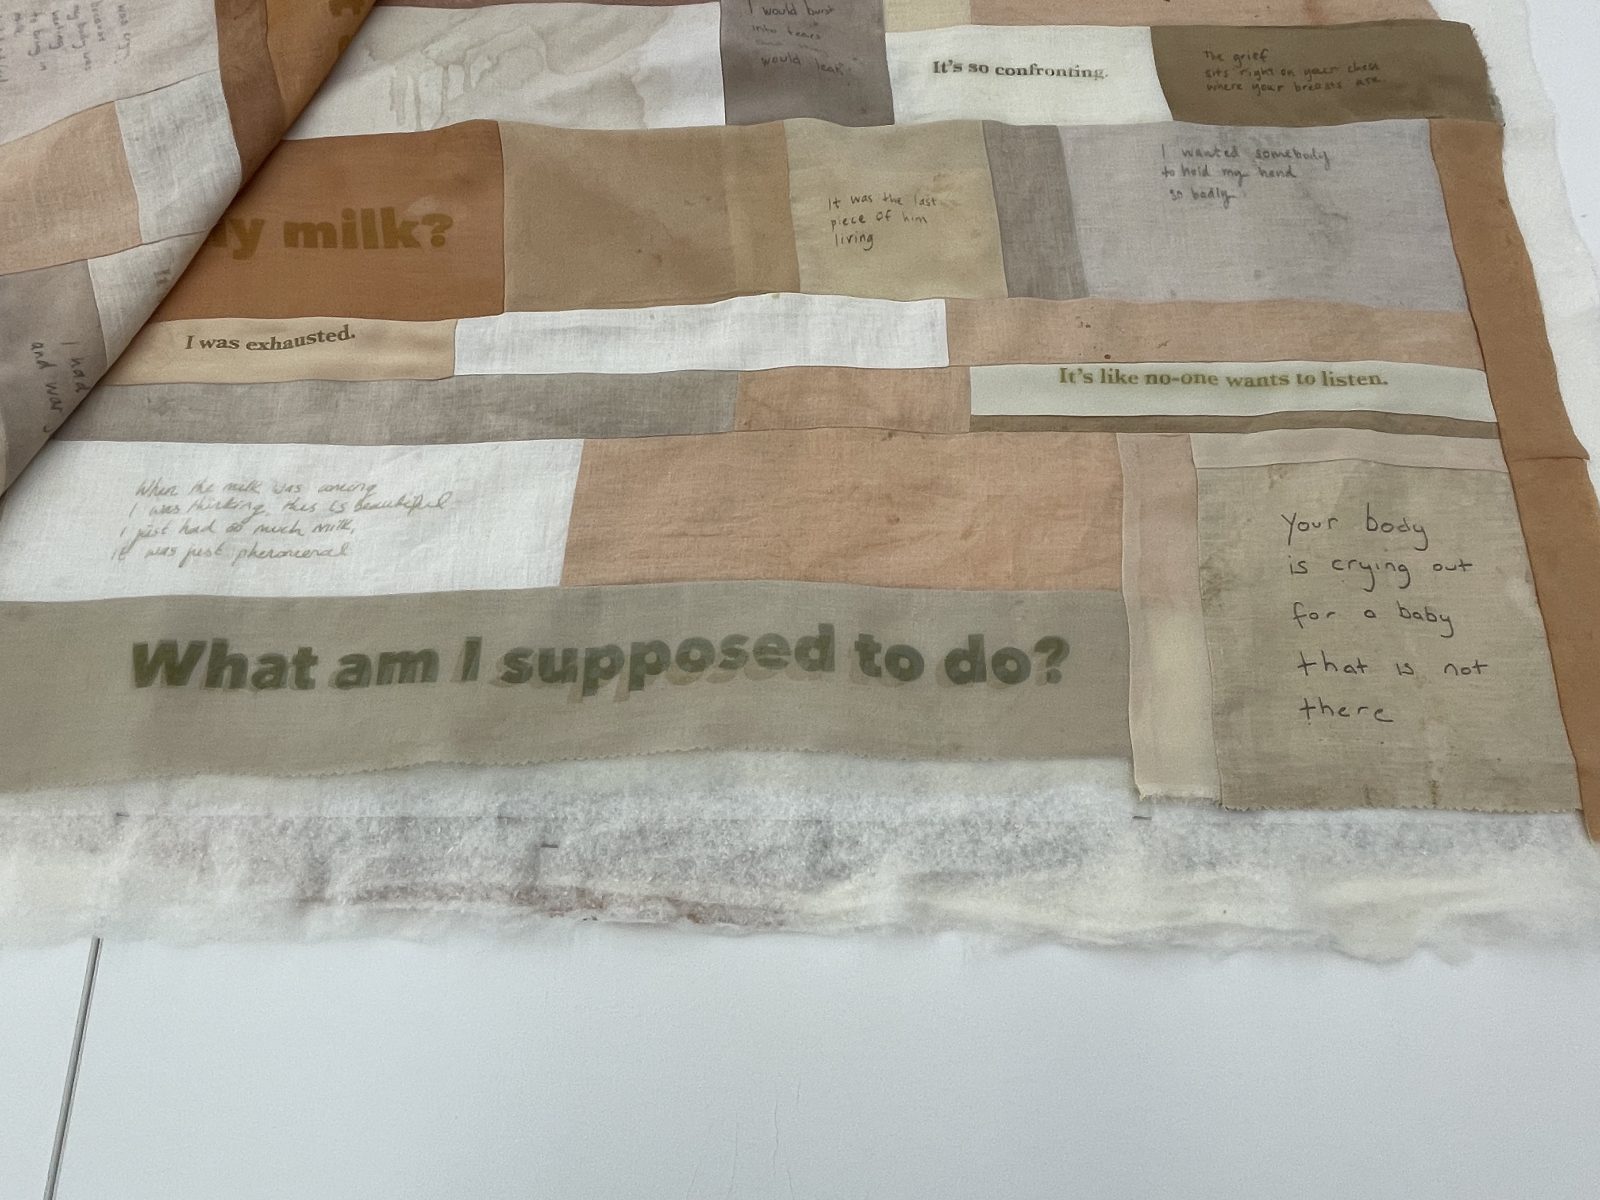 I would burst
into tears
would leak
It's so confronting.
The grief
sits right on your chest
where your breasts are
I wanted somebody
to hold my hand
so badly.
It was the last
piece of him
living
milk?
I was exhausted.
It's like no-one wants to listen.
I had
and was
When the milk was coming
I was thinking, this is beautiful
I just had so much milk,
it was just phenomenal
What am I supposed to do?
Your body
is crying out
for a baby
that is not
there